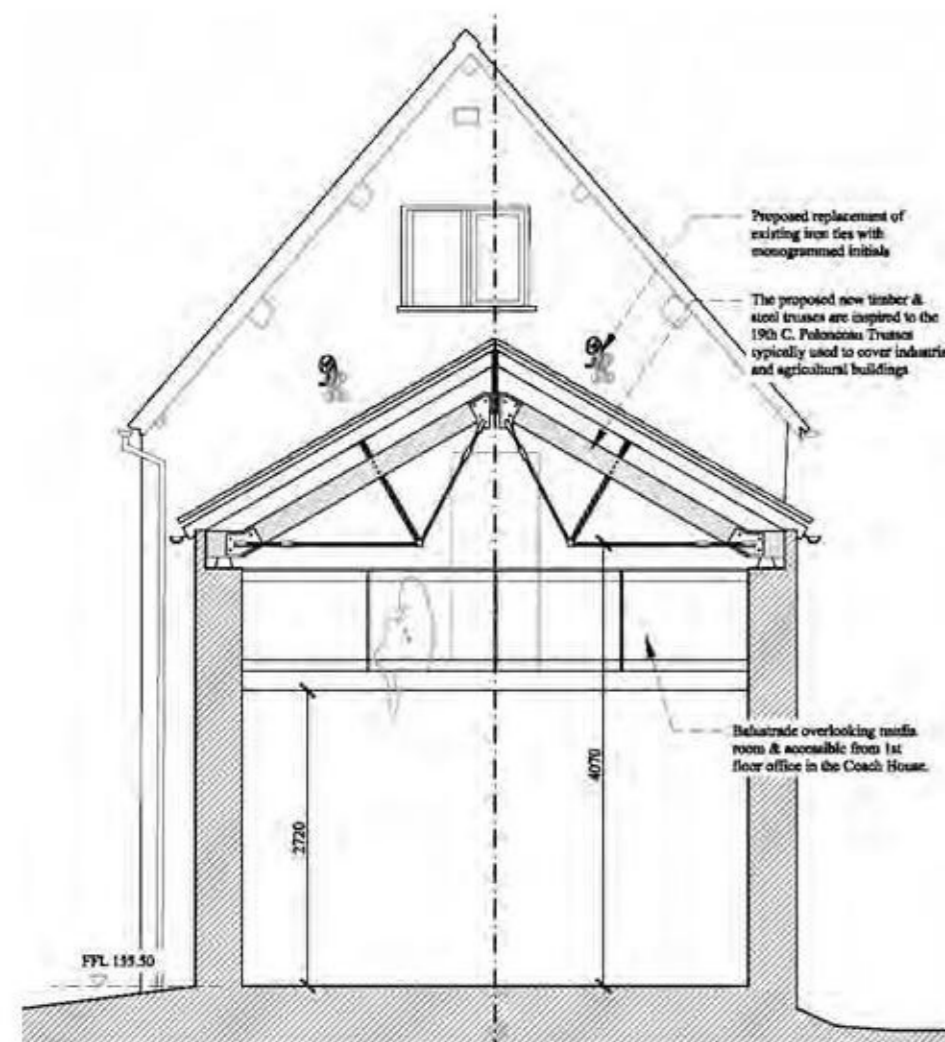 Proposed replacement of
existing iron ties with
monogrammed initials
The proposed new timber &
steel trusses are inspired to the
19th C. Polonceau Trusses
typically used to cover industria
and agricultural buildings
Balustrade overlooking media
room & accessible from 1st
floor office in the Coach House.
4070
2720
FFL 155.50